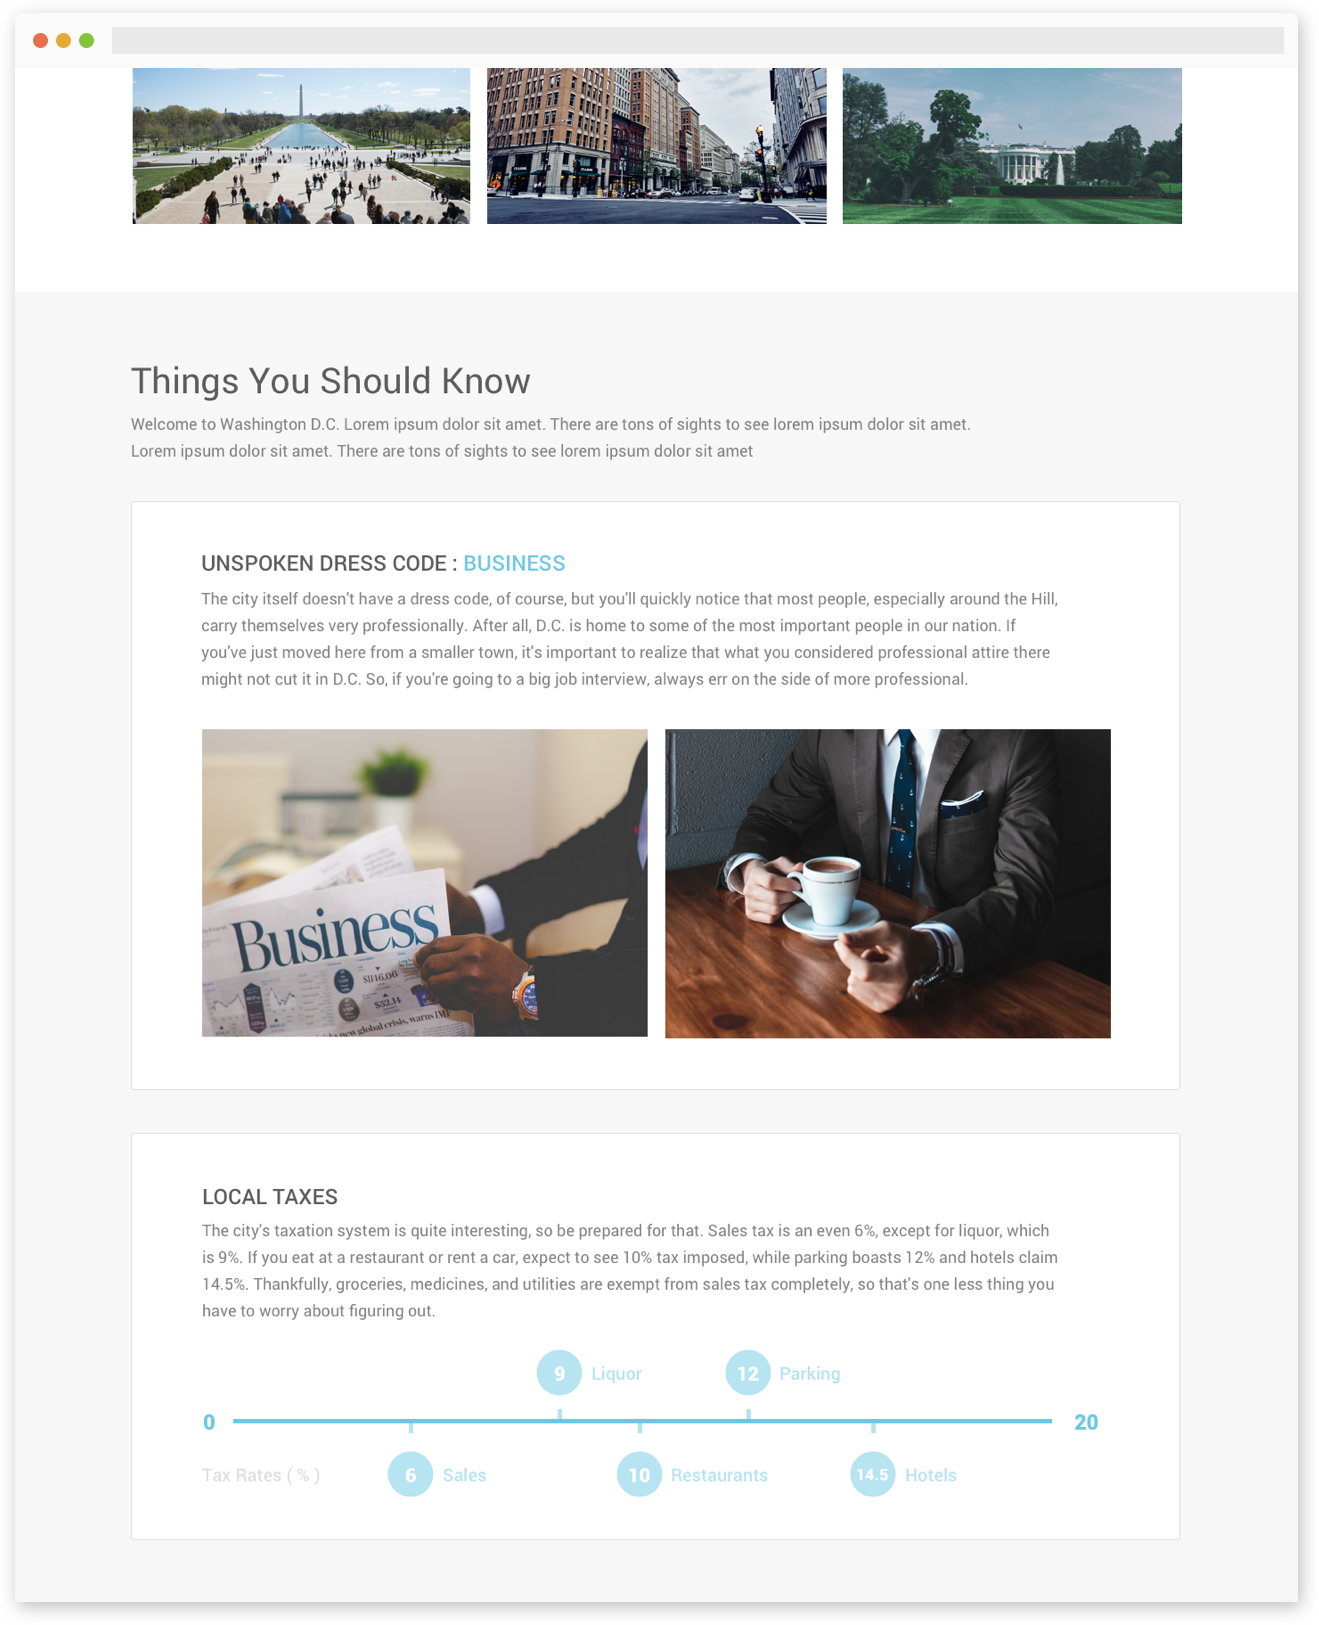 Things You Should Know
Welcome to Washington D.C. Lorem ipsum dolor sit amet. There are tons of sights to see lorem ipsum dolor sit amet.
Lorem ipsum dolor sit amet. There are tons of sights to see lorem ipsum dolor sit amet
UNSPOKEN DRESS CODE : BUSINESS
The city itself doesn't have a dress code, of course, but you'll quickly notice that most people, especially around the Hill,
carry themselves very professionally. After all, D.C. is home to some of the most important people in our nation. If
you've just moved here from a smaller town, it's important to realize that what you considered professional attire there
might not cut it in D.C. So, if you're going to a big job interview, always err on the side of more professional.
Business
$1146.06
$52.14
new global crisis, warns IMF
LOCAL TAXES
The city's taxation system is quite interesting, so be prepared for that. Sales tax is an even 6%, except for liquor, which
is 9%. If you eat at a restaurant or rent a car, expect to see 10% tax imposed, while parking boasts 12% and hotels claim
14.5%. Thankfully, groceries, medicines, and utilities are exempt from sales tax completely, so that's one less thing you
have to worry about figuring out.
9 Liquor 12 Parking
0 20
Tax Rates ( % ) 6 Sales 10 Restaurants 14.5 Hotels